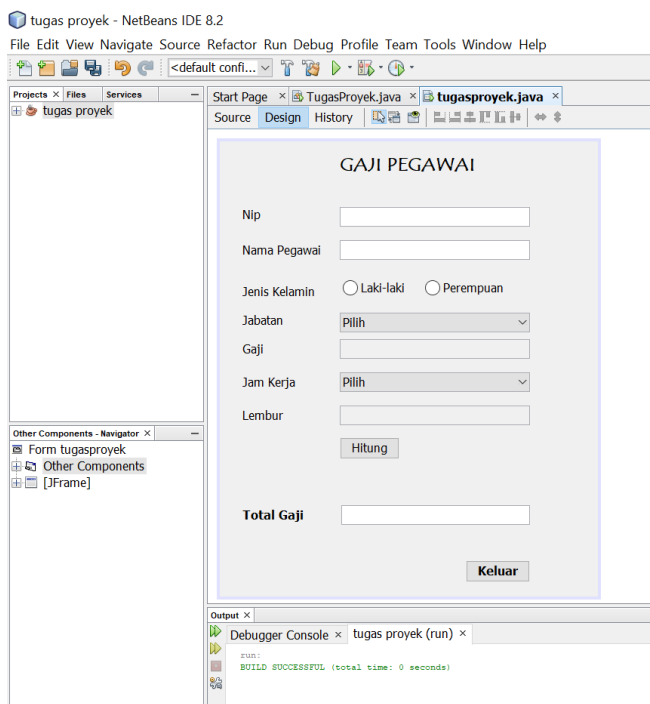 tugas proyek - NetBeans IDE 8.2
File Edit View Navigate Source Refactor Run Debug Profile Team Tools Window Help
<default confi...
Projects × Files Services
Start Page × TugasProyek.java × tugasproyek.java ×
tugas proyek
Source Design History
GAJI PEGAWAI
Nip
Nama Pegawai
Jenis Kelamin Laki-laki Perempuan
Jabatan Pilih
Gaji
Jam Kerja Pilih
Lembur
Hitung
Total Gaji
Keluar
Other Components - Navigator ×
Form tugasproyek
Other Components
[JFrame]
Output ×
Debugger Console × tugas proyek (run) ×
run:
BUILD SUCCESSFUL (total time: 0 seconds)